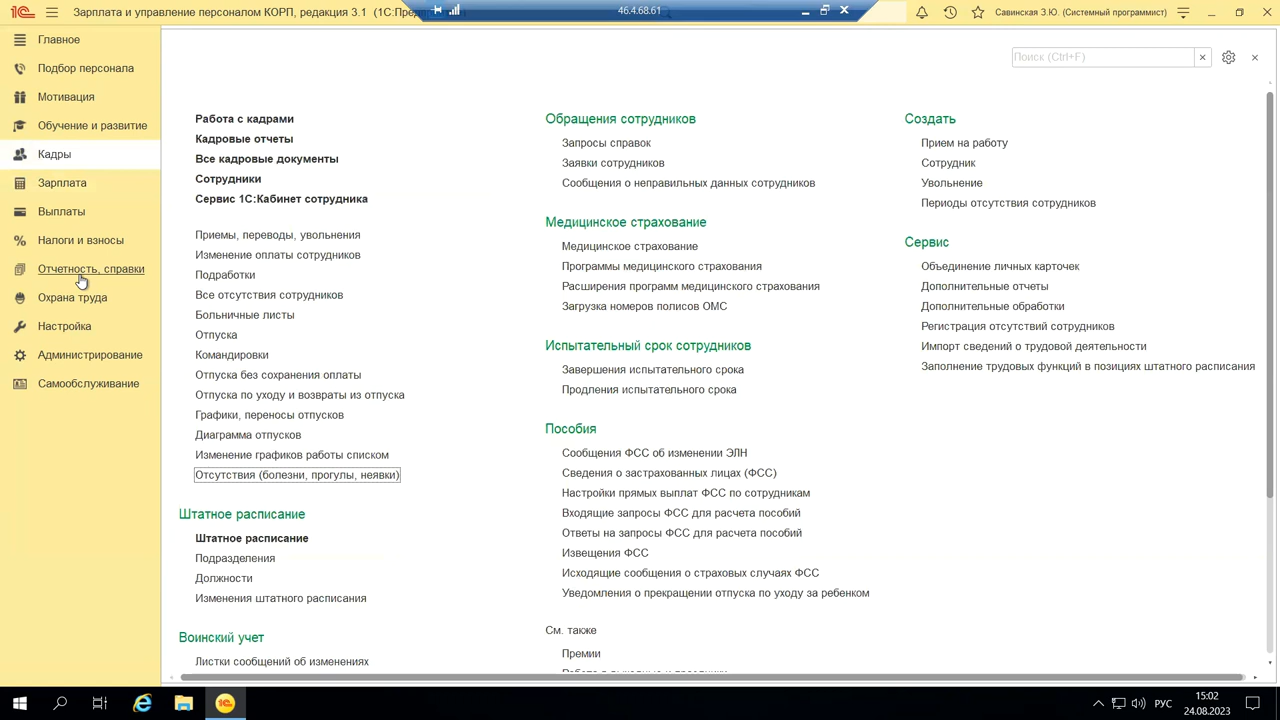 Зарплата и управление персоналом КОРП, редакция 3.1 (1С:Пре
46.4.68.61
Савинская З.Ю. (Системный программист)
Главное
Подбор персонала
Мотивация
Обучение и развитие
Кадры
Зарплата
Выплаты
Налоги и взносы
Отчетность, справки
Охрана труда
Настройка
Администрирование
Самообслуживание
Поиск (Ctrl+F)
Работа с кадрами
Кадровые отчеты
Все кадровые документы
Сотрудники
Сервис 1С:Кабинет сотрудника
Приемы, переводы, увольнения
Изменение оплаты сотрудников
Подработки
Все отсутствия сотрудников
Больничные листы
Отпуска
Командировки
Отпуска без сохранения оплаты
Отпуска по уходу и возвраты из отпуска
Графики, переносы отпусков
Диаграмма отпусков
Изменение графиков работы списком
Отсутствия (болезни, прогулы, неявки)
Штатное расписание
Штатное расписание
Подразделения
Должности
Изменения штатного расписания
Воинский учет
Листки сообщений об изменениях
Обращения сотрудников
Запросы справок
Заявки сотрудников
Сообщения о неправильных данных сотрудников
Медицинское страхование
Медицинское страхование
Программы медицинского страхования
Расширения программ медицинского страхования
Загрузка номеров полисов ОМС
Испытательный срок сотрудников
Завершения испытательного срока
Продления испытательного срока
Пособия
Сообщения ФСС об изменении ЭЛН
Сведения о застрахованных лицах (ФСС)
Настройки прямых выплат ФСС по сотрудникам
Входящие запросы ФСС для расчета пособий
Ответы на запросы ФСС для расчета пособий
Извещения ФСС
Исходящие сообщения о страховых случаях ФСС
Уведомления о прекращении отпуска по уходу за ребенком
См. также
Премии
Создать
Прием на работу
Сотрудник
Увольнение
Периоды отсутствия сотрудников
Сервис
Объединение личных карточек
Дополнительные отчеты
Дополнительные обработки
Регистрация отсутствий сотрудников
Импорт сведений о трудовой деятельности
Заполнение трудовых функций в позициях штатного расписания
РУС
15:02
24.08.2023